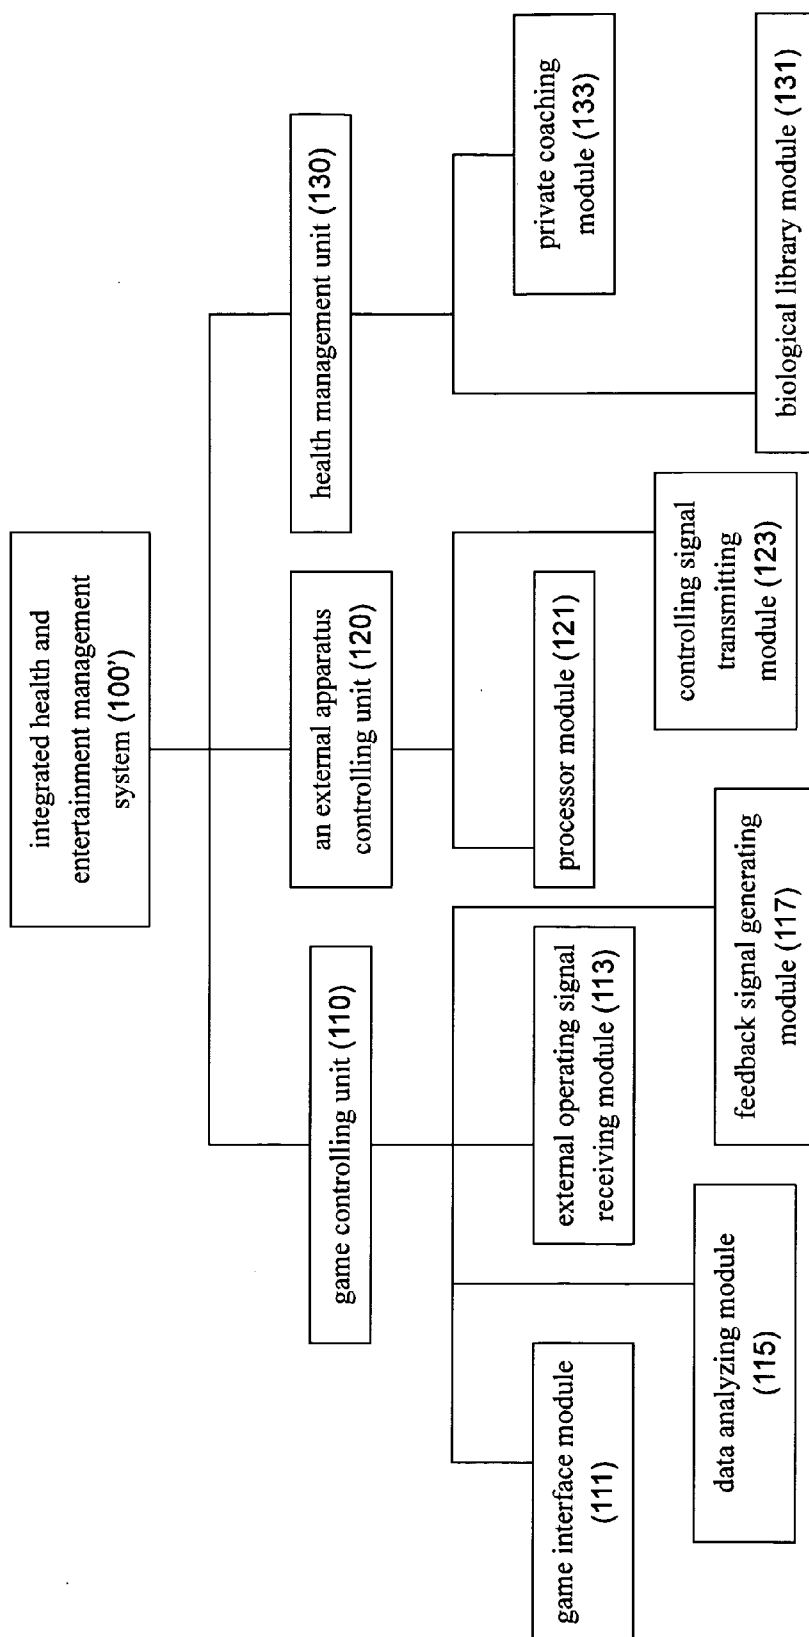 integrated health and
entertainment management
system (100')
game controlling unit (110)
an external apparatus
controlling unit (120)
health management unit (130)
game interface module
(111)
external operating signal
receiving module (113)
processor module (121)
private coaching
module (133)
data analyzing module
(115)
feedback signal generating
module (117)
controlling signal
transmitting
module (123)
biological library module (131)